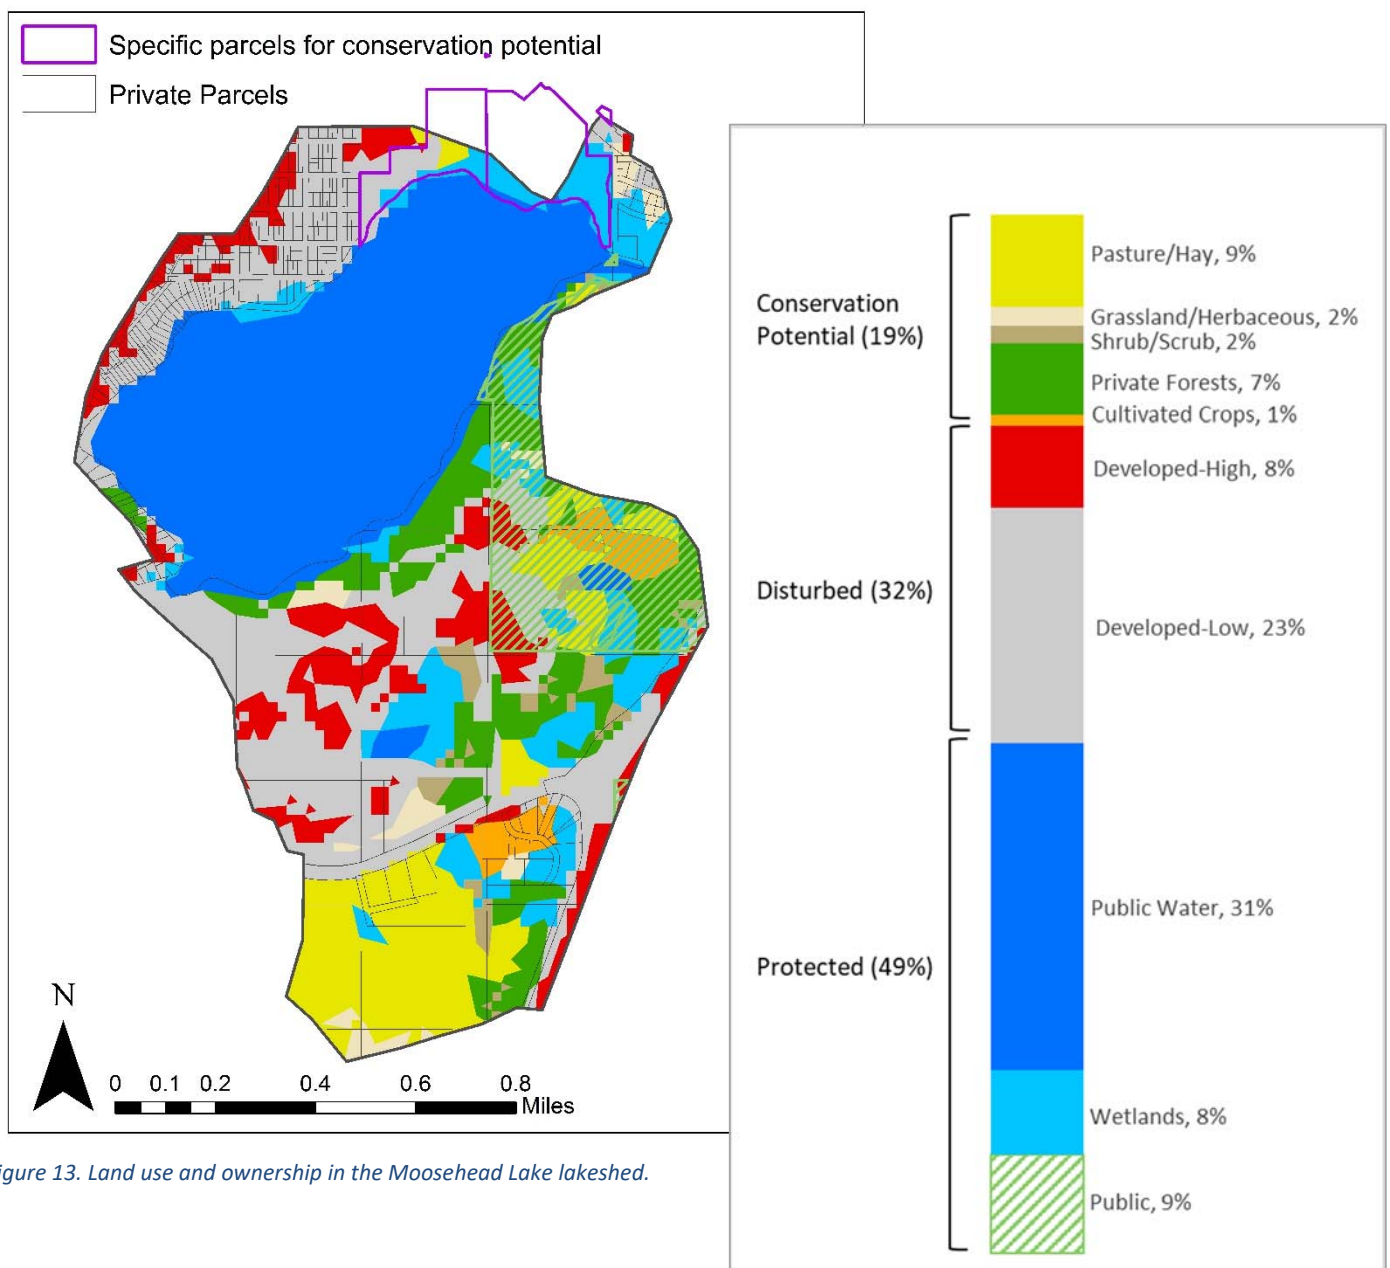 Specific parcels for conservation potential
Private Parcels
N
0 0.1 0.2 0.4 0.6 0.8
Miles
igure 13. Land use and ownership in the Moosehead Lake lakeshed.
Conservation
Potential (19%)
Pasture/Hay, 9%
Grassland/Herbaceous, 2%
Shrub/Scrub, 2%
Private Forests, 7%
Cultivated Crops, 1%
Disturbed (32%)
Developed-High, 8%
Developed-Low, 23%
Protected (49%)
Public Water, 31%
Wetlands, 8%
Public, 9%